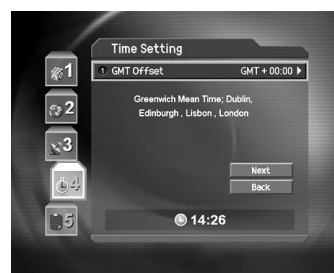 Time Setting
GMT Offset GMT + 00:00
Greenwich Mean Time; Dublin,
Edinburgh , Lisbon , London
1
2
3
4
5
Next
Back
14:26